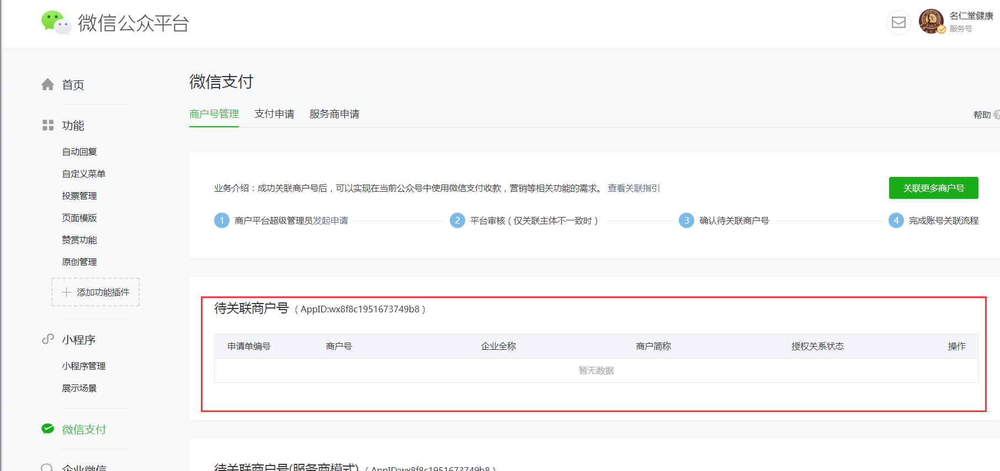 微信公众平台
名仁堂健康
服务号
首页
功能
自动回复
自定义菜单
投票管理
页面模版
赞赏功能
原创管理
添加功能插件
小程序
小程序管理
展示场景
微信支付
企业微信
微信支付
商户号管理 支付申请 服务商申请 帮助 ?
业务介绍：成功关联商户号后，可以实现在当前公众号中使用微信支付收款，营销等相关功能的需求。 查看关联指引
关联更多商户号
1 商户平台超级管理员发起申请 2 平台审核（仅关联主体不一致时） 3 确认待关联商户号 4 完成账号关联流程
待关联商户号（AppID:wx8f8c1951673749b8）
申请单编号 商户号 企业全称 商户简称 授权关系状态 操作
暂无数据
待关联商户号(服务商模式)（AppID:wx8f8c1951673749b8）